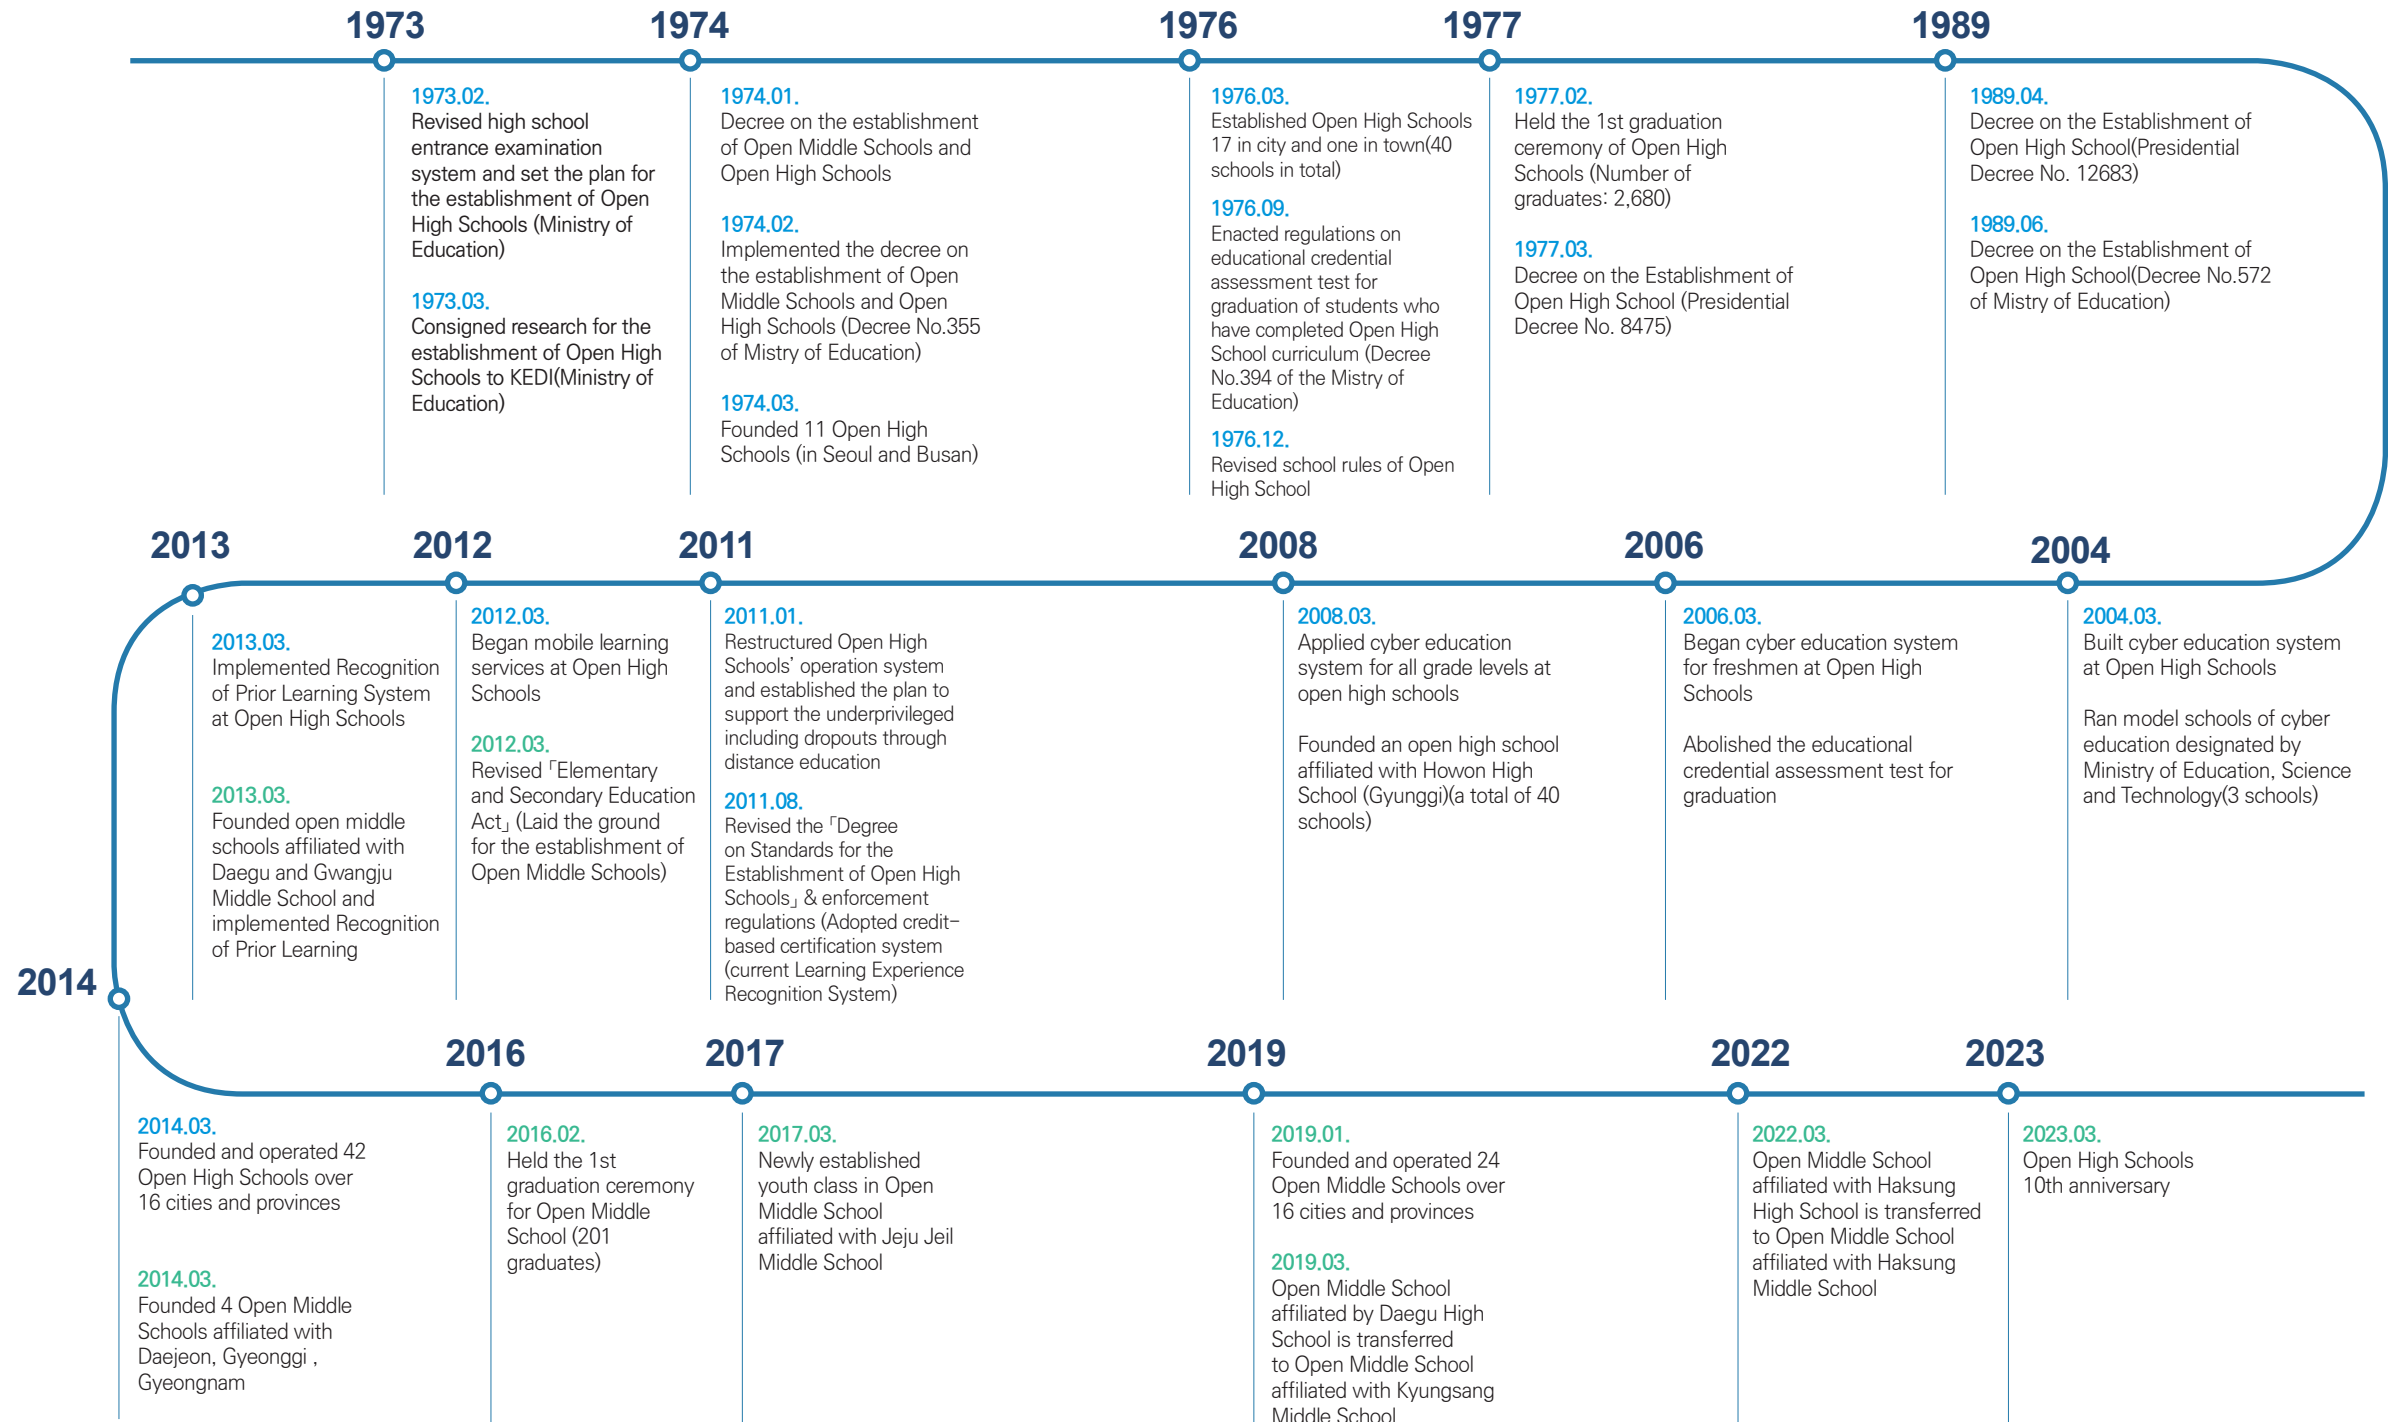 1973
1973.02.
Revised high school
entrance examination
system and set the plan for
the establishment of Open
High Schools (Ministry of
Education)
1973.03.
Consigned research for the
establishment of Open High
Schools to KEDI(Ministry of
Education)
1974
1974.01.
Decree on the establishment
of Open Middle Schools and
Open High Schools
1974.02.
Implemented the decree on
the establishment of Open
Middle Schools and Open
High Schools (Decree No.355
of Mistry of Education)
1974.03.
Founded 11 Open High
Schools (in Seoul and Busan)
1976
1976.03.
Established Open High Schools
17 in city and one in town(40
schools in total)
1976.09.
Enacted regulations on
educational credential
assessment test for
graduation of students who
have completed Open High
School curriculum (Decree
No.394 of the Mistry of
Education)
1976.12.
Revised school rules of Open
High School
1977
1977.02.
Held the 1st graduation
ceremony of Open High
Schools (Number of
graduates: 2,680)
1977.03.
Decree on the Establishment of
Open High School (Presidential
Decree No. 8475)
1989
1989.04.
Decree on the Establishment of
Open High School(Presidential
Decree No. 12683)
1989.06.
Decree on the Establishment of
Open High School(Decree No.572
of Mistry of Education)
2004
2004.03.
Built cyber education system
at Open High Schools
Ran model schools of cyber
education designated by
Ministry of Education, Science
and Technology(3 schools)
2006
2006.03.
Began cyber education system
for freshmen at Open High
Schools
Abolished the educational
credential assessment test for
graduation
2008
2008.03.
Applied cyber education
system for all grade levels at
open high schools
Founded an open high school
affiliated with Howon High
School (Gyunggi)(a total of 40
schools)
2011
2011.01.
Restructured Open High
Schools’ operation system
and established the plan to
support the underprivileged
including dropouts through
distance education
2011.08.
Revised the 「Degree
on Standards for the
Establishment of Open High
Schools」 & enforcement
regulations (Adopted credit-
based certification system
(current Learning Experience
Recognition System)
2012
2012.03.
Began mobile learning
services at Open High
Schools
2012.03.
Revised 「Elementary
and Secondary Education
Act」 (Laid the ground
for the establishment of
Open Middle Schools)
2013
2013.03.
Implemented Recognition
of Prior Learning System
at Open High Schools
2013.03.
Founded open middle
schools affiliated with
Daegu and Gwangju
Middle School and
implemented Recognition
of Prior Learning
2014
2014.03.
Founded and operated 42
Open High Schools over
16 cities and provinces
2014.03.
Founded 4 Open Middle
Schools affiliated with
Daejeon, Gyeonggi ,
Gyeongnam
2016
2016.02.
Held the 1st
graduation ceremony
for Open Middle
School (201
graduates)
2017
2017.03.
Newly established
youth class in Open
Middle School
affiliated with Jeju Jeil
Middle School
2019
2019.01.
Founded and operated 24
Open Middle Schools over
16 cities and provinces
2019.03.
Open Middle School
affiliated by Daegu High
School is transferred
to Open Middle School
affiliated with Kyungsang
Middle School
2022
2022.03.
Open Middle School
affiliated with Haksung
High School is transferred
to Open Middle School
affiliated with Haksung
Middle School
2023
2023.03.
Open High Schools
10th anniversary